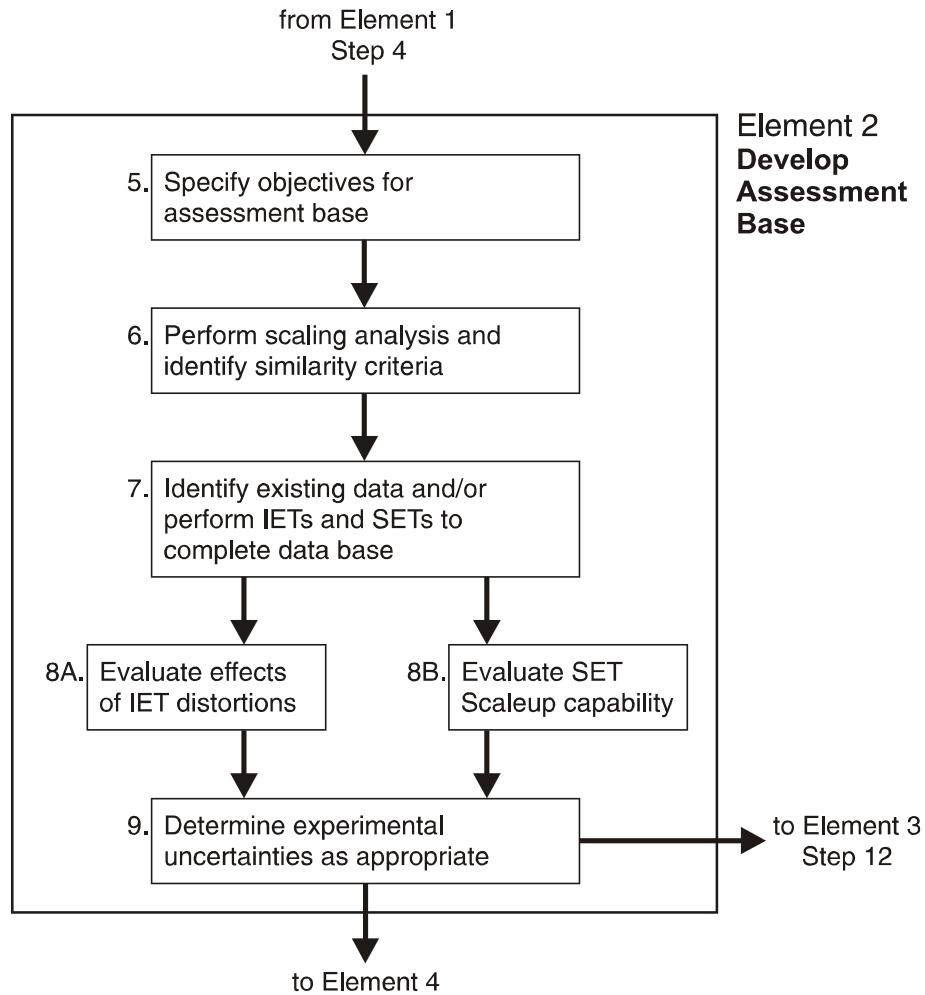 from Element 1
Step 4
Element 2
Develop
Assessment
Base
5. Specify objectives for
assessment base
6. Perform scaling analysis and
identify similarity criteria
7. Identify existing data and/or
perform IETs and SETs to
complete data base
8A. Evaluate effects
of IET distortions
8B. Evaluate SET
Scaleup capability
9. Determine experimental
uncertainties as appropriate
to Element 3
Step 12
to Element 4